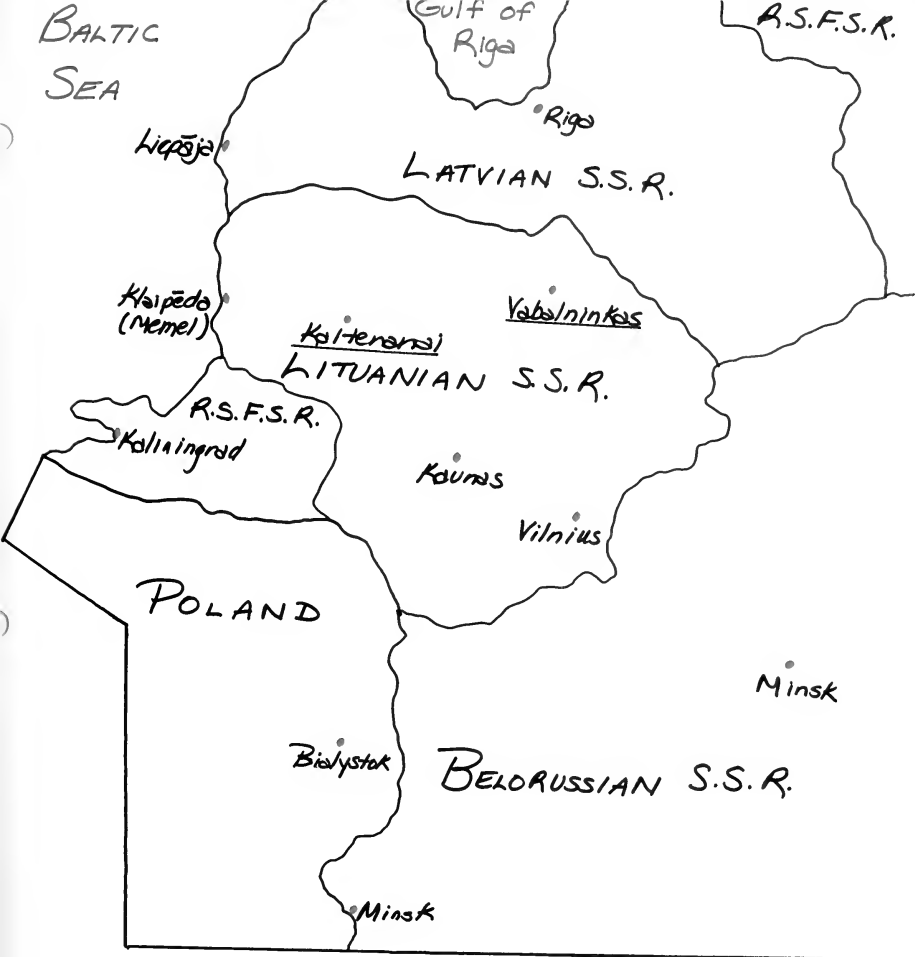 Gulf of
Riga
R.S.F.S.R.
BALTIC
SEA
Riga
Liepāja
LATVIAN S.S.R.
Klaipēda
(Memel)
Vabalninkas
Kaltenanai
LITUANIAN S.S.R.
R.S.F.S.R.
Kaliningrad
Kaunas
Vilnius
POLAND
Minsk
Bialystok
BELORUSSIAN S.S.R.
Minsk